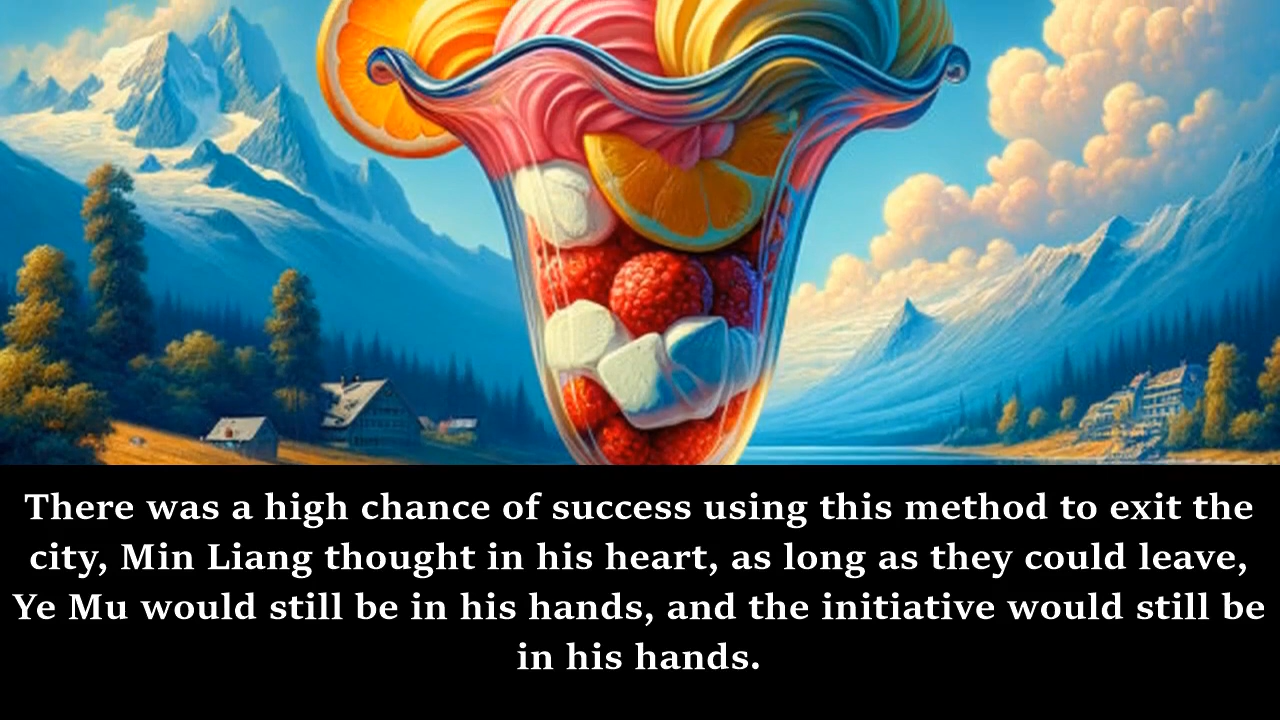 There was a high chance of success using this method to exit the
city, Min Liang thought in his heart, as long as they could leave,
Ye Mu would still be in his hands, and the initiative would still be
in his hands.